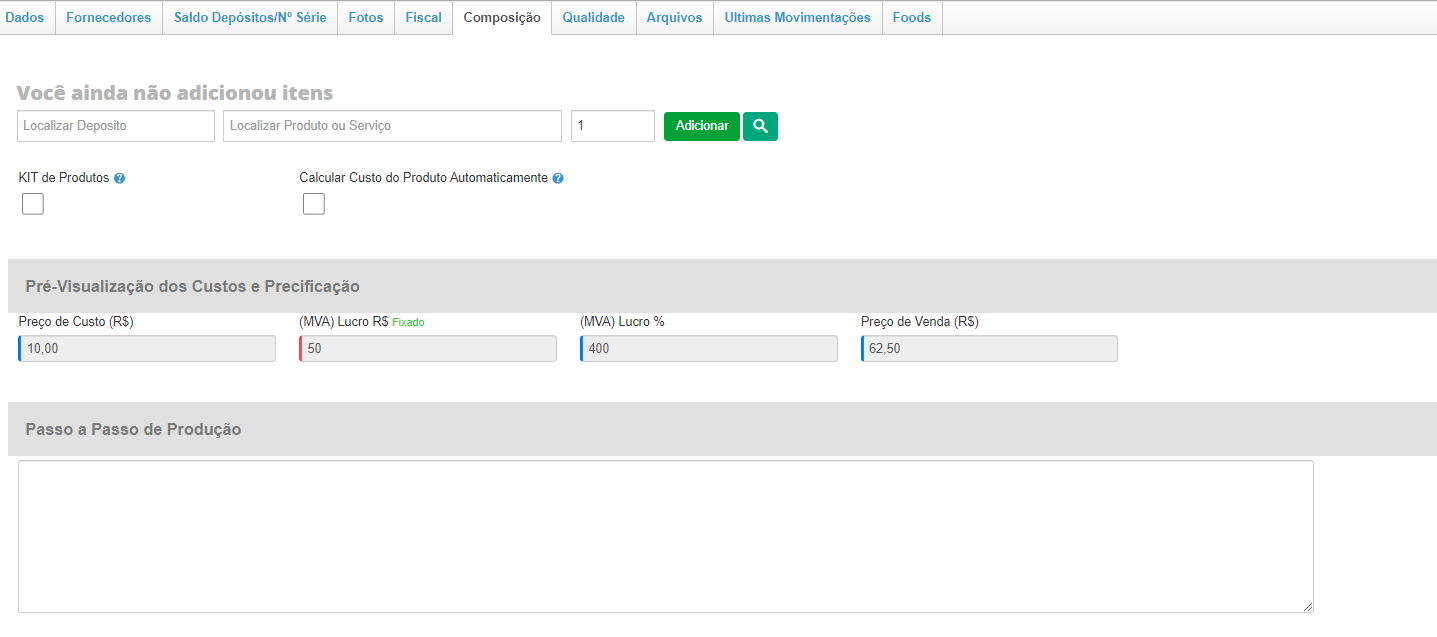 Dados Fornecedores Saldo Depósitos/Nº Série Fotos Fiscal Composição Qualidade Arquivos Ultimas Movimentações Foods
Você ainda não adicionou itens
Localizar Deposito Localizar Produto ou Serviço 1 Adicionar
KIT de Produtos ? Calcular Custo do Produto Automaticamente ?
Pré-Visualização dos Custos e Precificação
Preço de Custo (R$) (MVA) Lucro R$ Fixado (MVA) Lucro % Preço de Venda (R$)
10,00 50 400 62,50
Passo a Passo de Produção